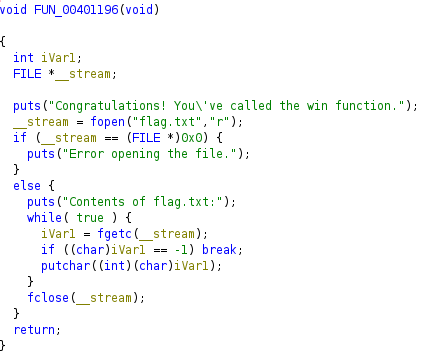 void FUN_00401196(void)
{
int iVar1;
FILE *__stream;
puts("Congratulations! You\'ve called the win function.");
__stream = fopen("flag.txt","r");
if (__stream == (FILE *)0x0) {
puts("Error opening the file.");
}
else {
puts("Contents of flag.txt:");
while( true ) {
iVar1 = fgetc(__stream);
if ((char)iVar1 == -1) break;
putchar((int)(char)iVar1);
}
fclose(__stream);
}
return;
}